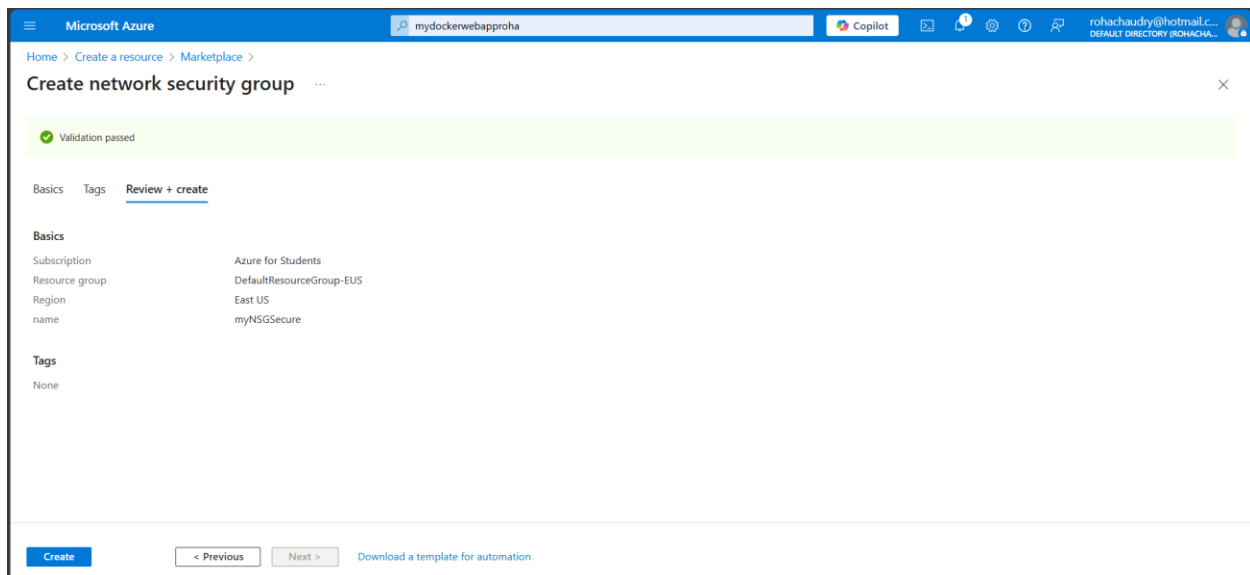 Microsoft Azure
mydockerwebapproha
Copilot
1
rohachaudry@hotmail.c...
DEFAULT DIRECTORY (ROHACHA...
Home > Create a resource > Marketplace >
Create network security group ...
Validation passed
Basics Tags Review + create
Basics
Subscription Azure for Students
Resource group DefaultResourceGroup-EUS
Region East US
name myNSGSecure
Tags
None
Create < Previous Next > Download a template for automation